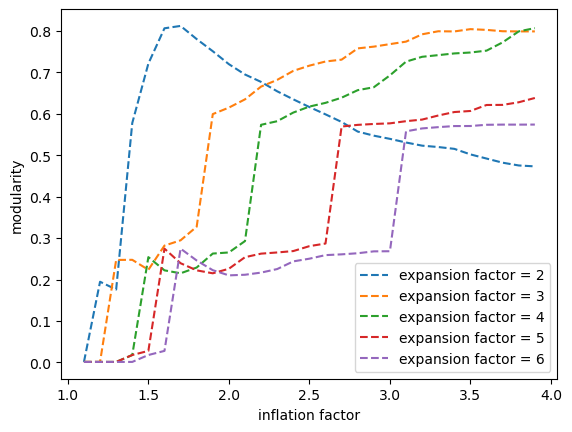 0.8
0.7
0.6
0.5
0.4
0.3
0.2
0.1
0.0
modularity
1.0 1.5 2.0 2.5 3.0 3.5 4.0
inflation factor
expansion factor = 2
expansion factor = 3
expansion factor = 4
expansion factor = 5
expansion factor = 6